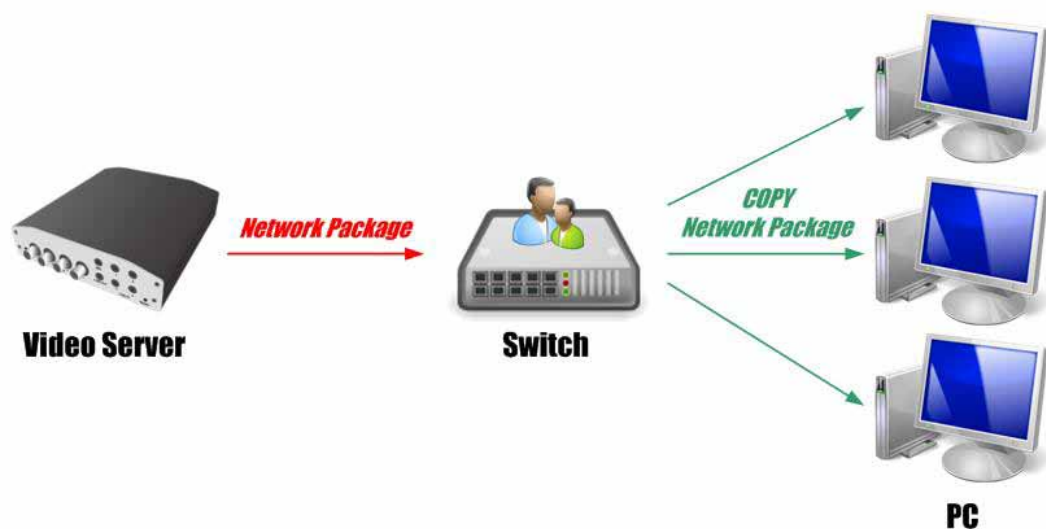 Network Package
COPY
Network Package
Video Server
Switch
PC